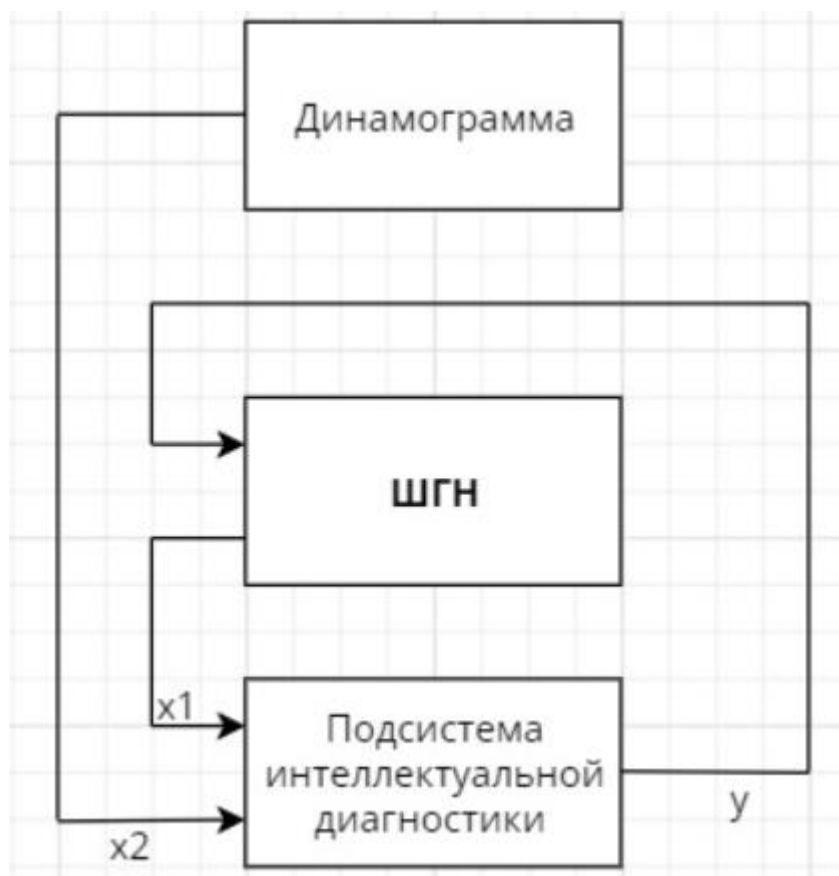 Динамограмма
ШГН
x1
Подсистема
интеллектуальной
диагностики
y
x2